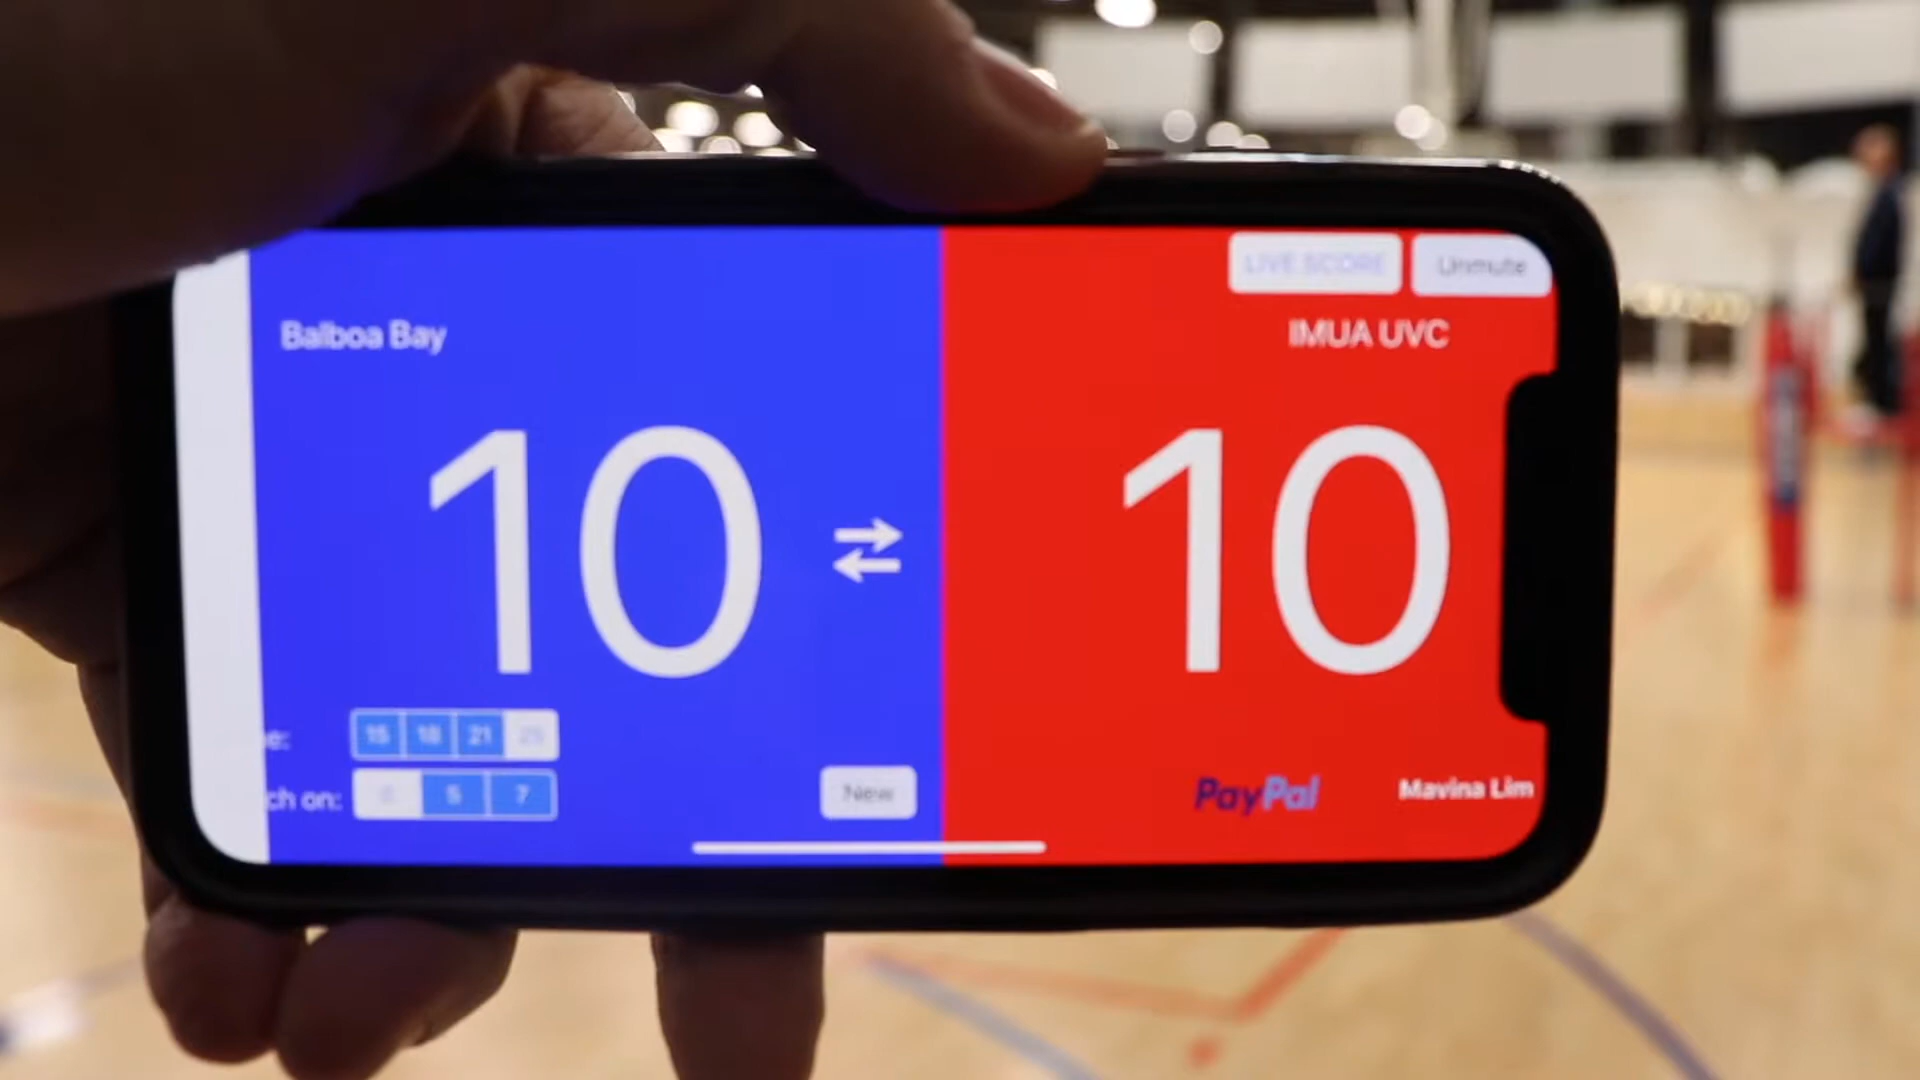 LIVE SCORE Unmute
Balboa Bay IMUA UVC
10 10
e: 15 18 21 25
ch on: 5 7
New
PayPal Mavina Lim